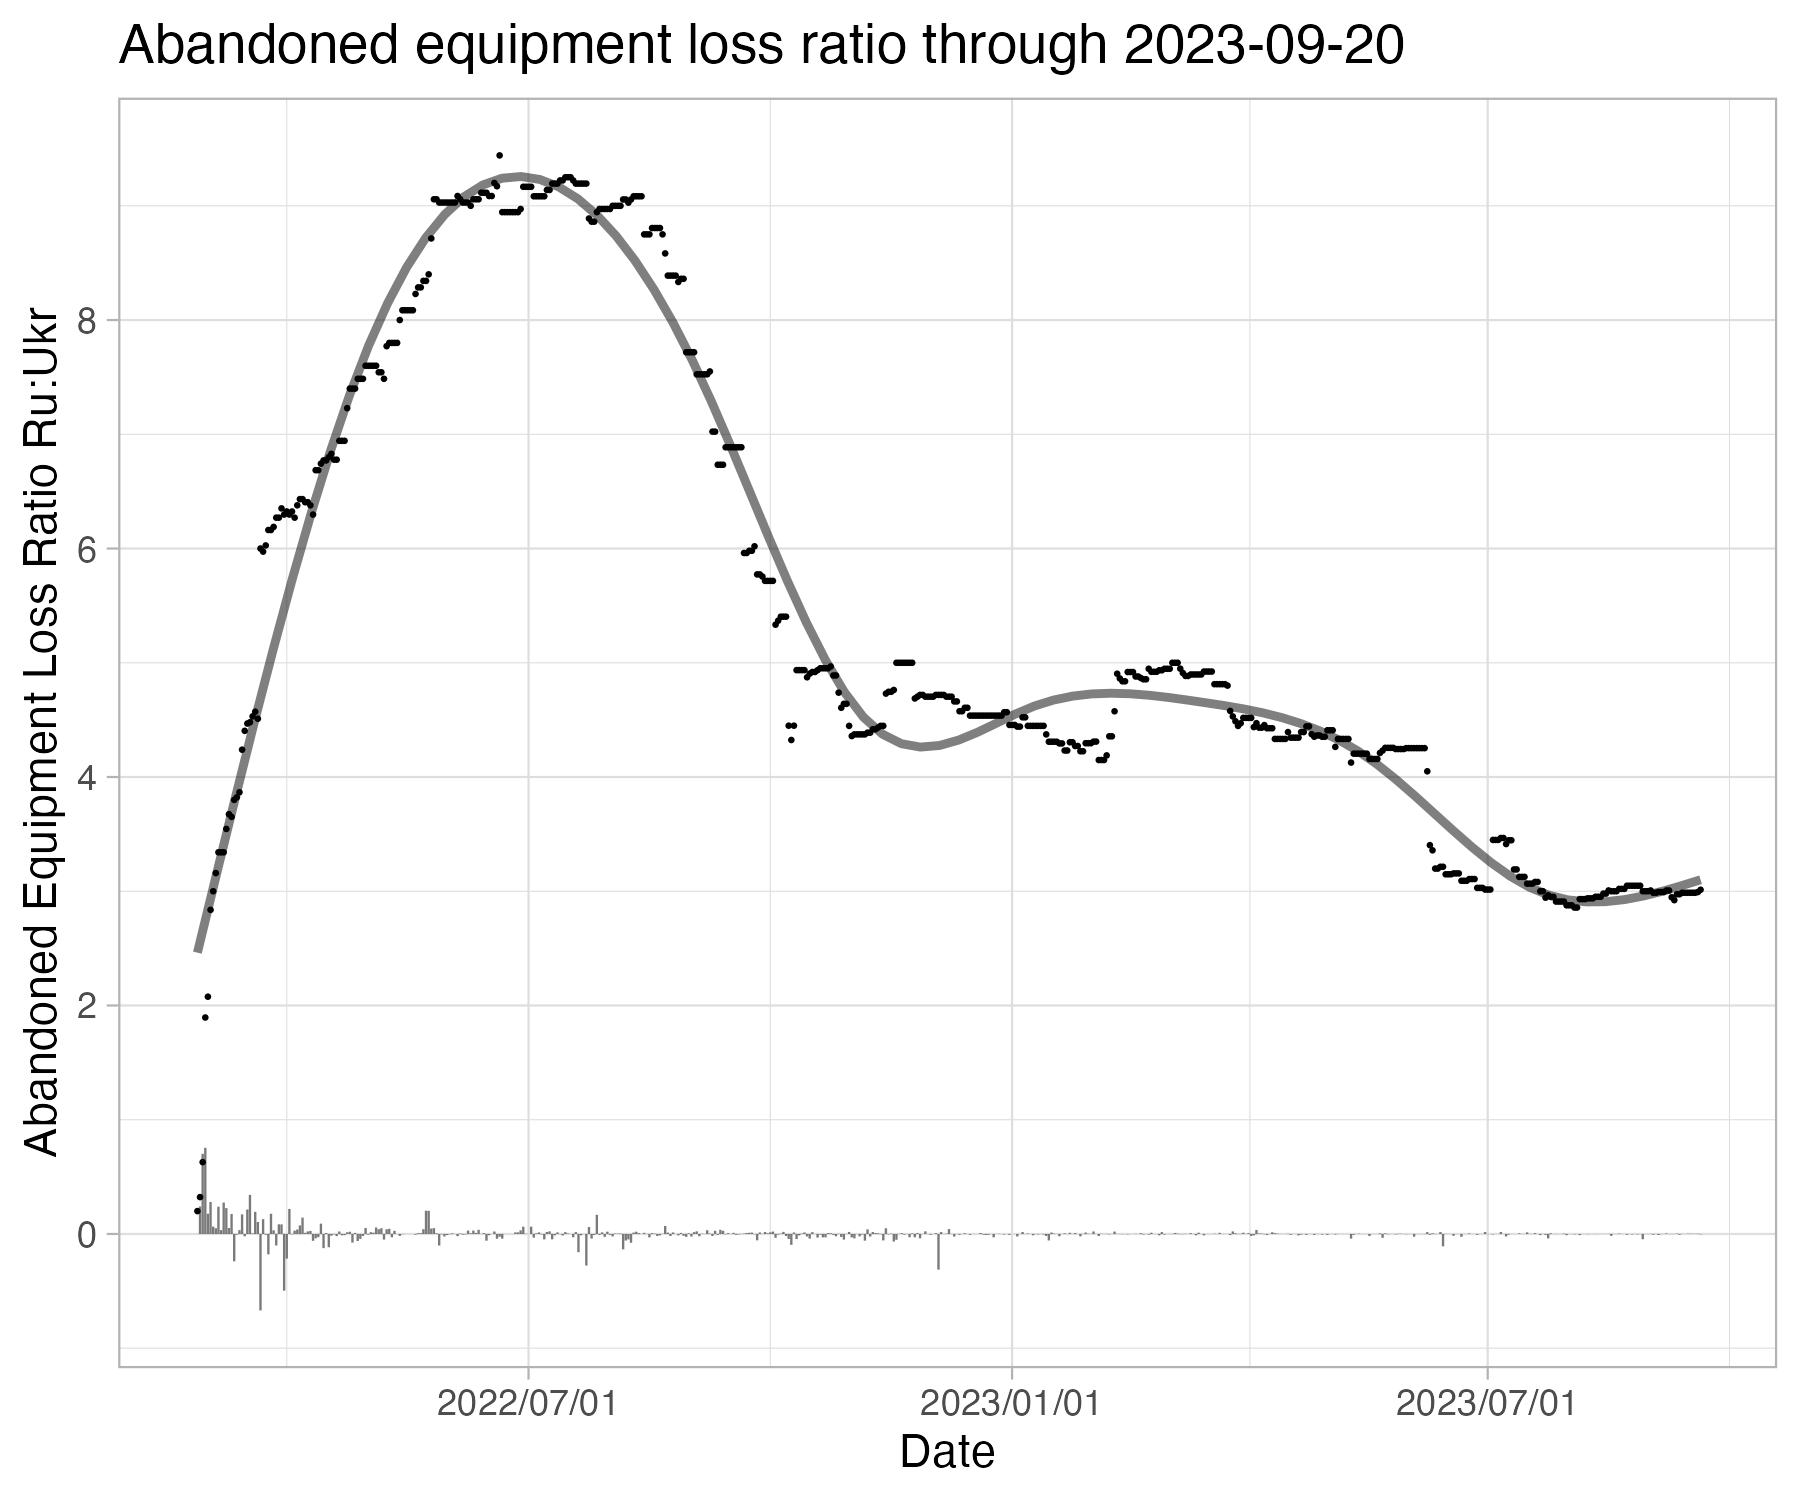 Abandoned equipment loss ratio through 2023-09-20
Abandoned Equipment Loss Ratio Ru:Ukr
8
6
4
2
0
2022/07/01
2023/01/01
2023/07/01
Date